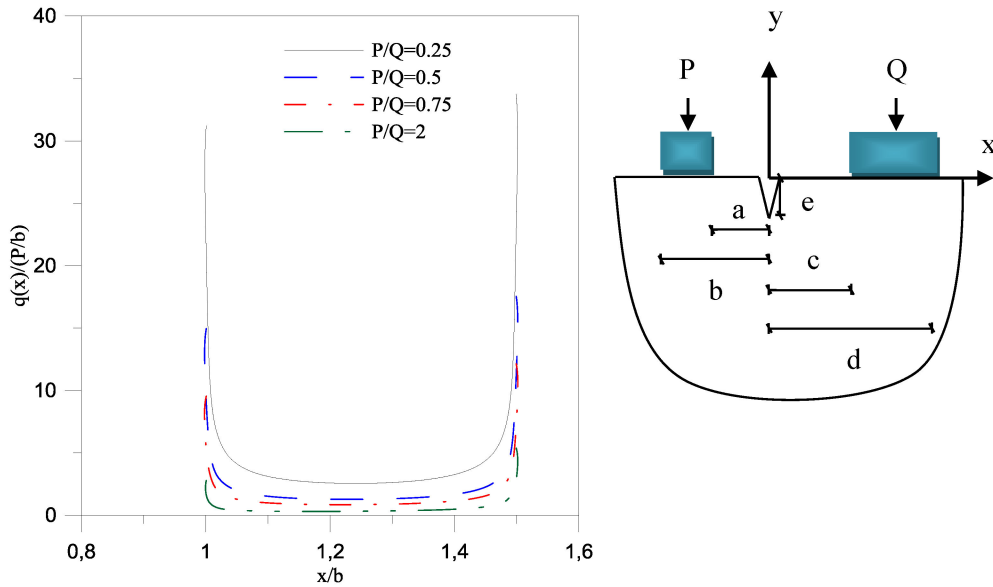 40
30
20
10
0
q(x)/(P/b)
0,8
1
1,2
1,4
1,6
x/b
P/Q=0.25
P/Q=0.5
P/Q=0.75
P/Q=2
y
P
Q
x
e
a
c
b
d